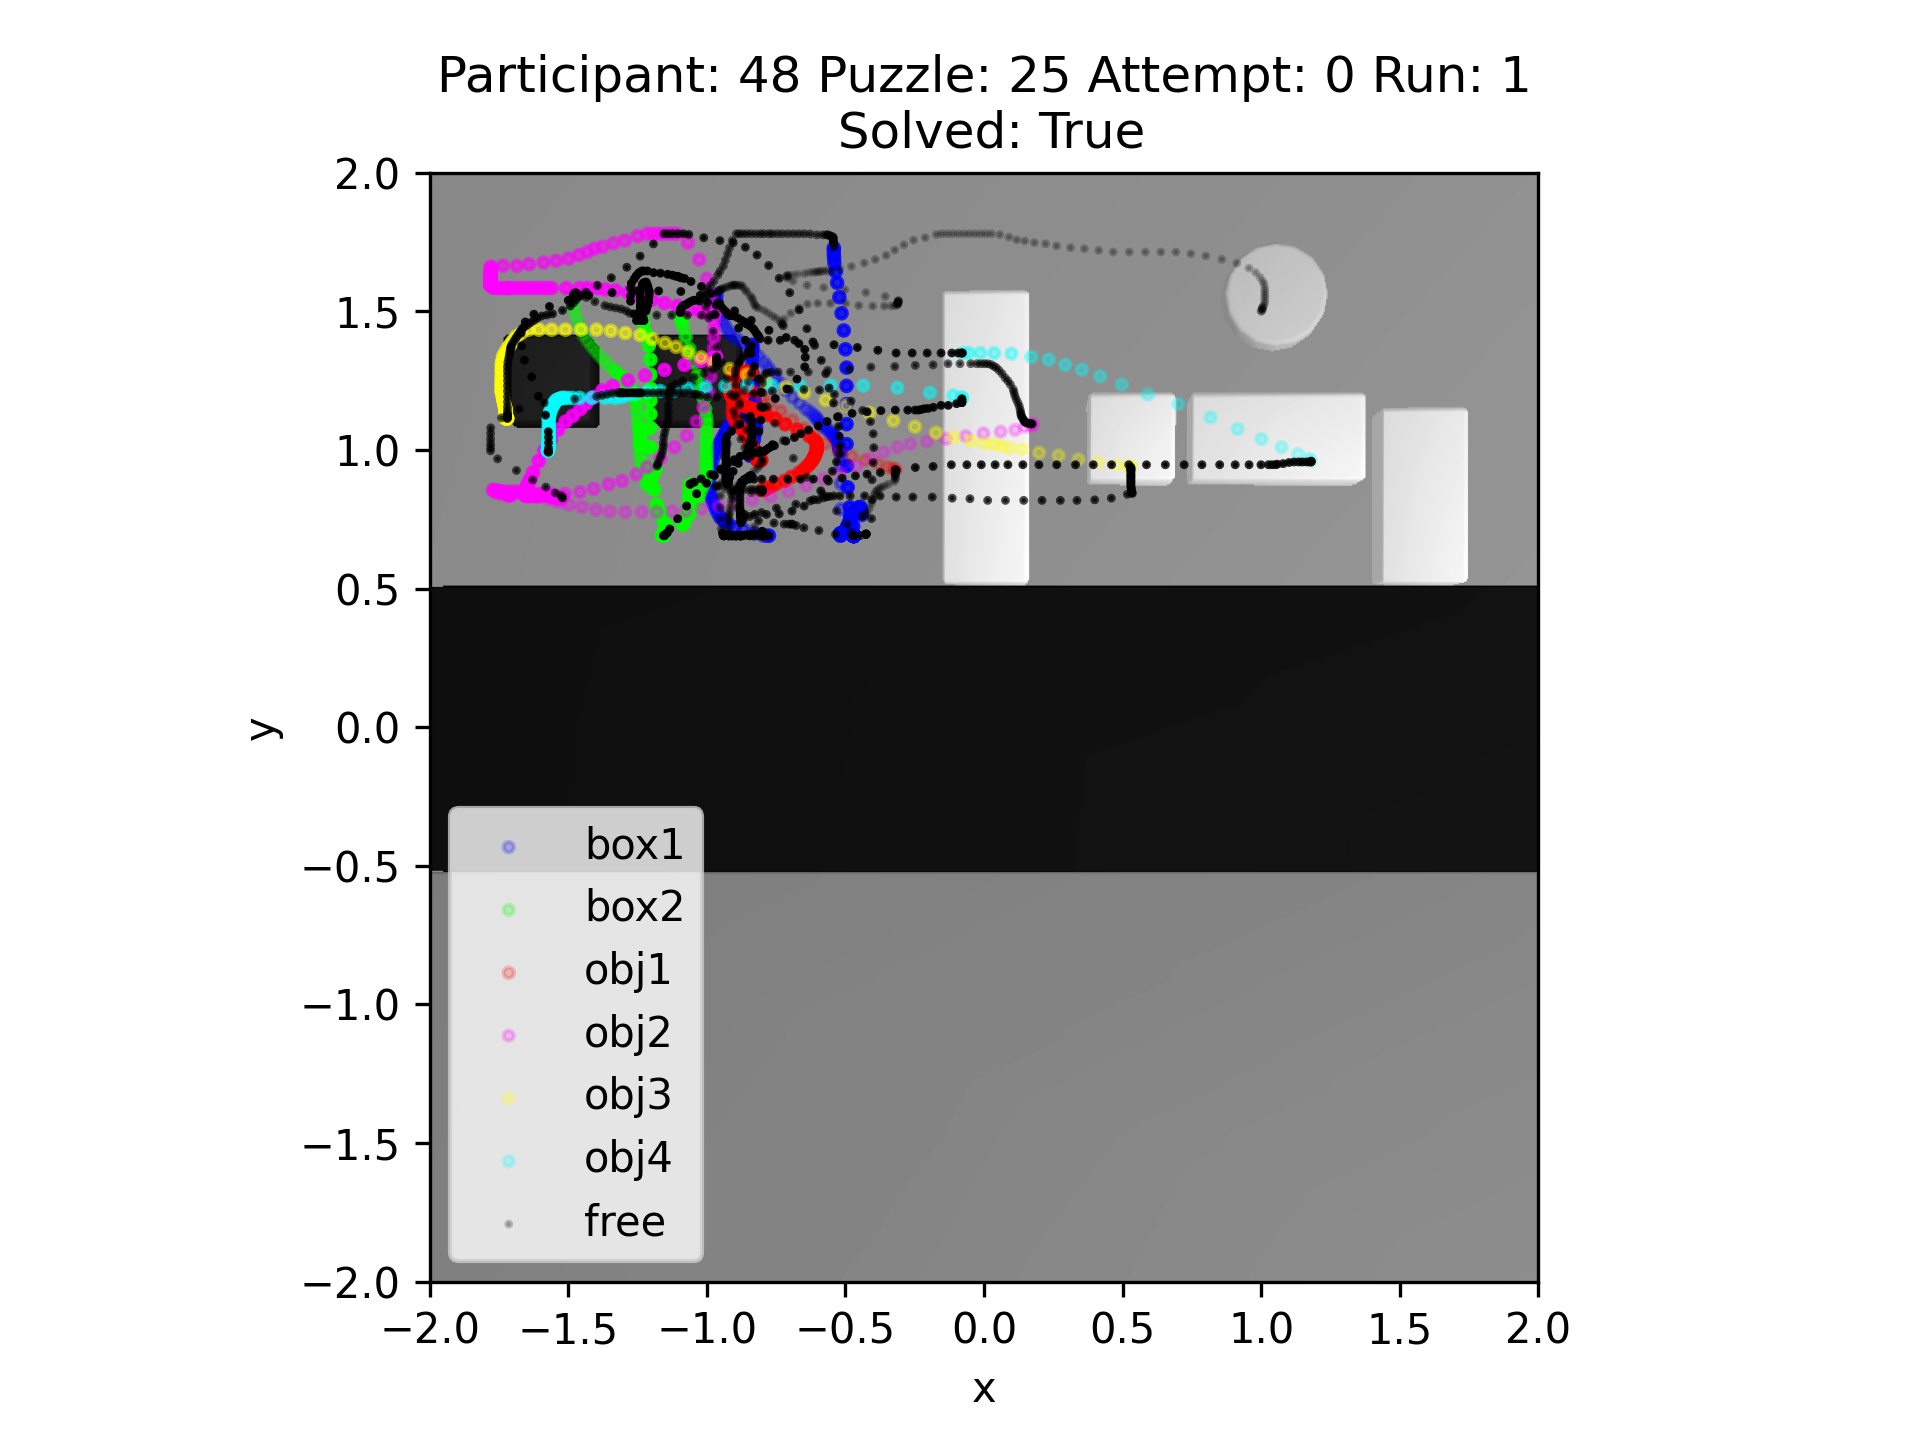 Participant: 48 Puzzle: 25 Attempt: 0 Run: 1
Solved: True
2.0
1.5
1.0
0.5
0.0
−0.5
−1.0
−1.5
−2.0
y
box1
box2
obj1
obj2
obj3
obj4
free
−2.0 −1.5 −1.0 −0.5 0.0 0.5 1.0 1.5 2.0
x